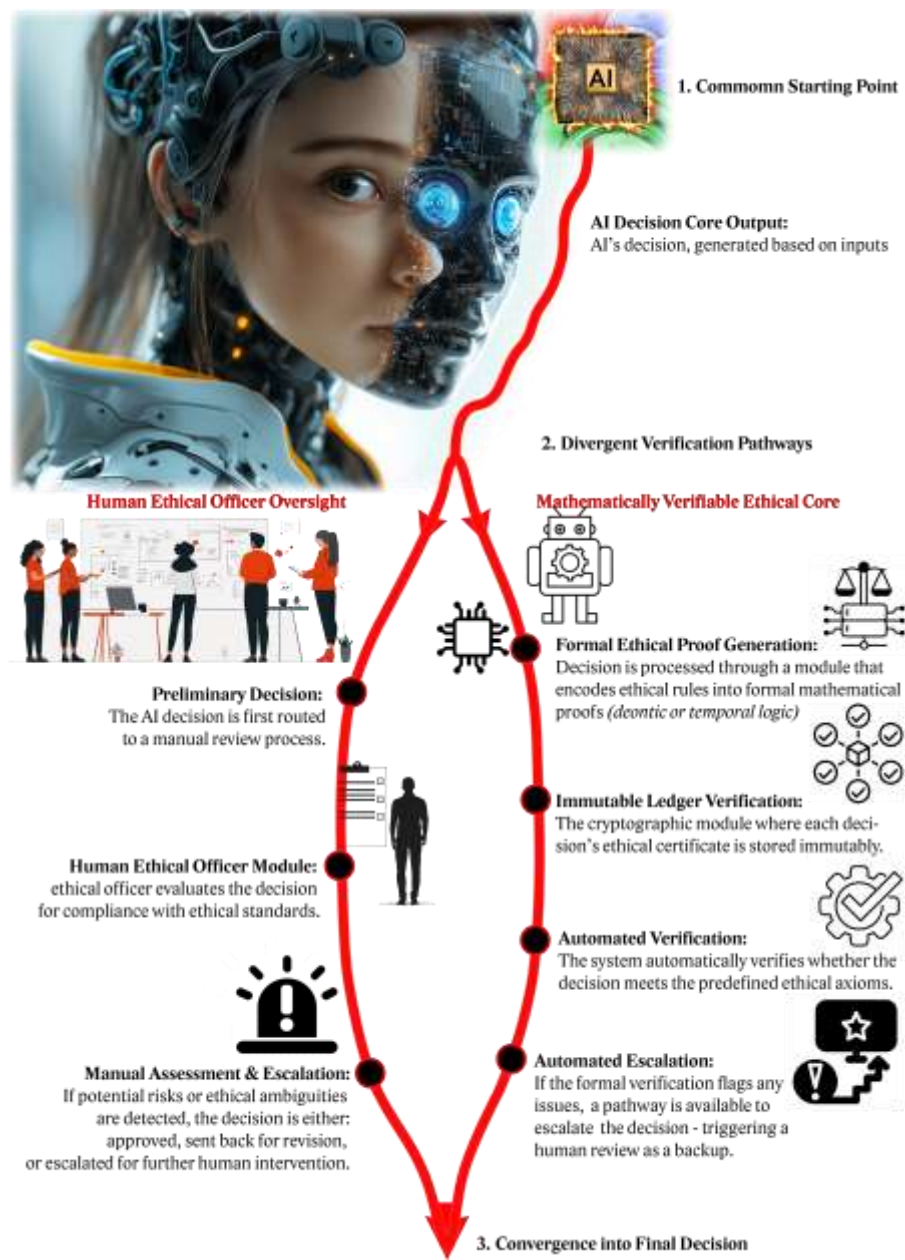 AI
1. Commomn Starting Point
AI Decision Core Output:
AI's decision, generated based on inputs
2. Divergent Verification Pathways
Human Ethical Officer Oversight
Mathematically Verifiable Ethical Core
Preliminary Decision:
The AI decision is first routed
to a manual review process.
Human Ethical Officer Module:
ethical officer evaluates the decision
for compliance with ethical standards.
Manual Assessment & Escalation:
If potential risks or ethical ambiguities
are detected, the decision is either:
approved, sent back for revision,
or escalated for further human intervention.
Formal Ethical Proof Generation:
Decision is processed through a module that
encodes ethical rules into formal mathematical
proofs (deontic or temporal logic)
Immutable Ledger Verification:
The cryptographic module where each deci-
sion's ethical certificate is stored immutably.
Automated Verification:
The system automatically verifies whether the
decision meets the predefined ethical axioms.
Automated Escalation:
If the formal verification flags any
issues, a pathway is available to
escalate the decision - triggering a
human review as a backup.
3. Convergence into Final Decision